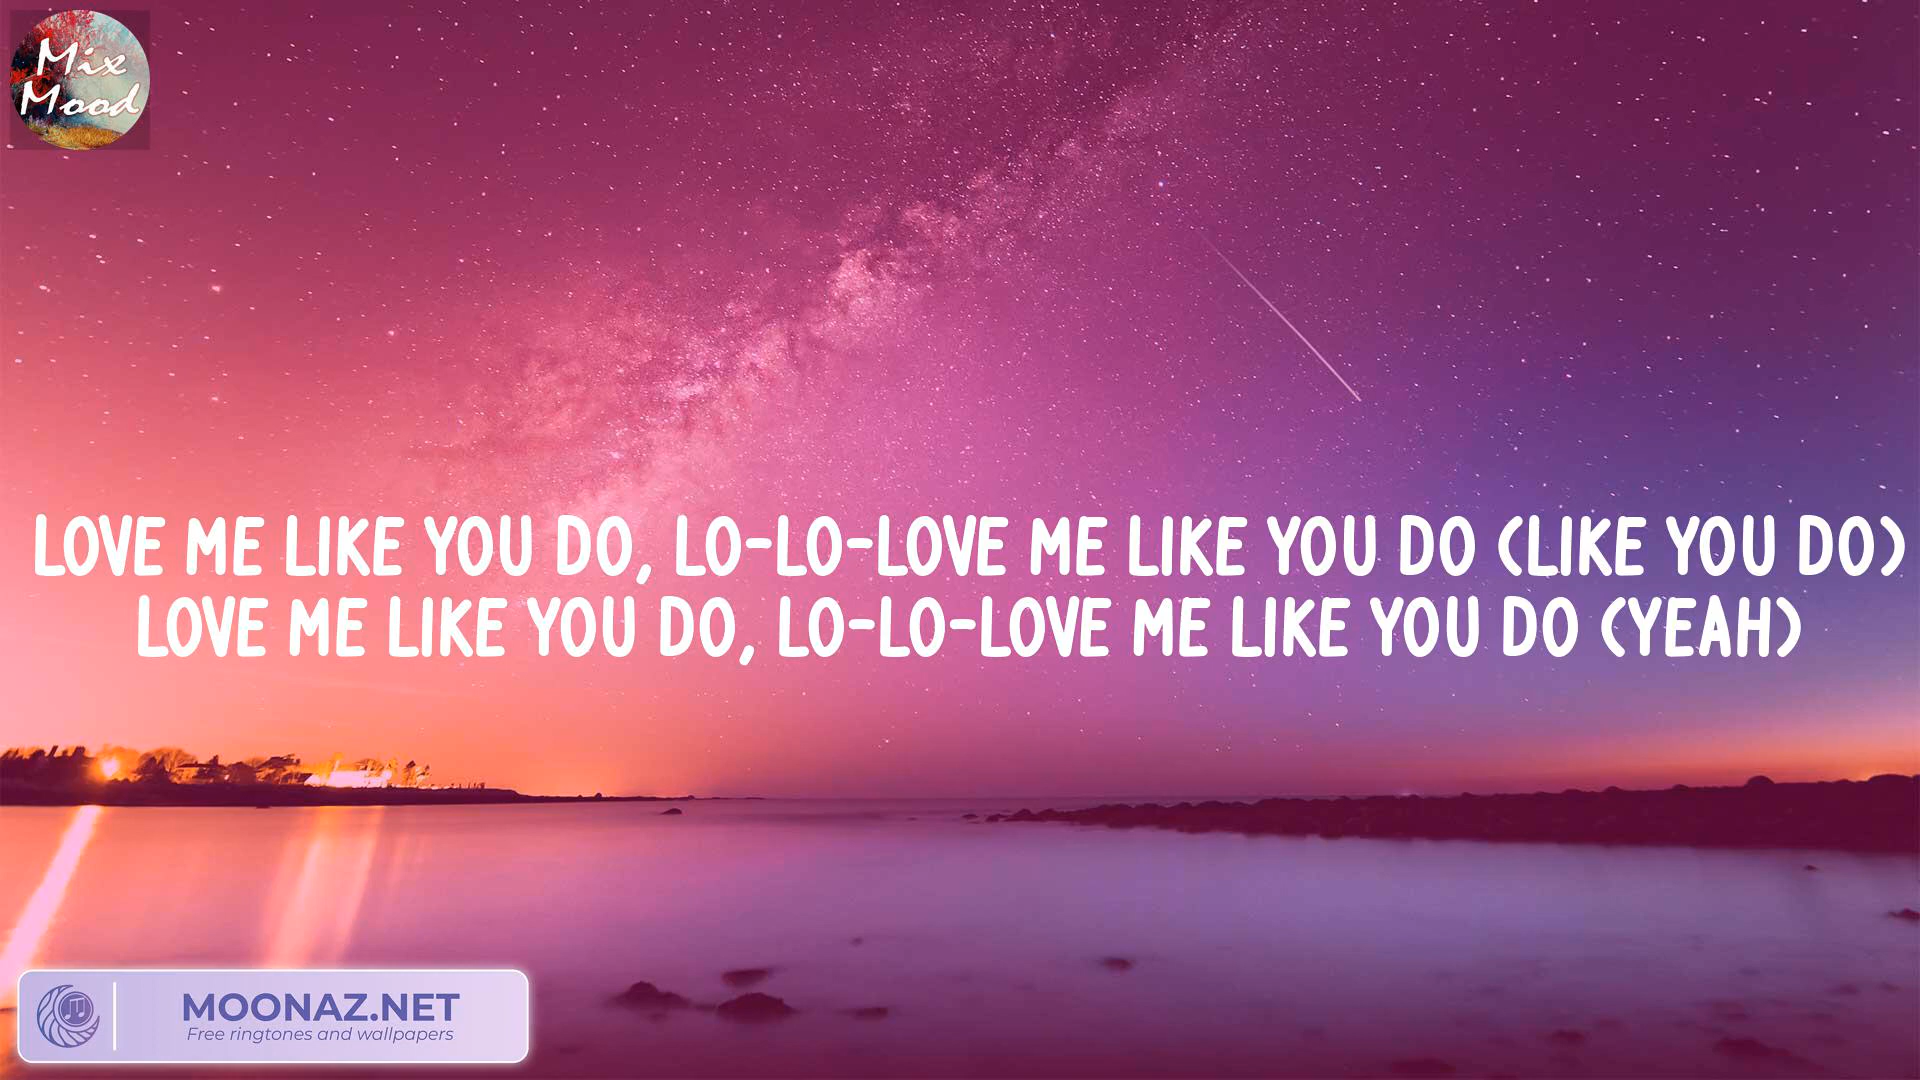 Mix
Mood
LOVE ME LIKE YOU DO, LO-LO-LOVE ME LIKE YOU DO (LIKE YOU DO)
LOVE ME LIKE YOU DO, LO-LO-LOVE ME LIKE YOU DO (YEAH)
MOONAZ.NET
Free ringtones and wallpapers